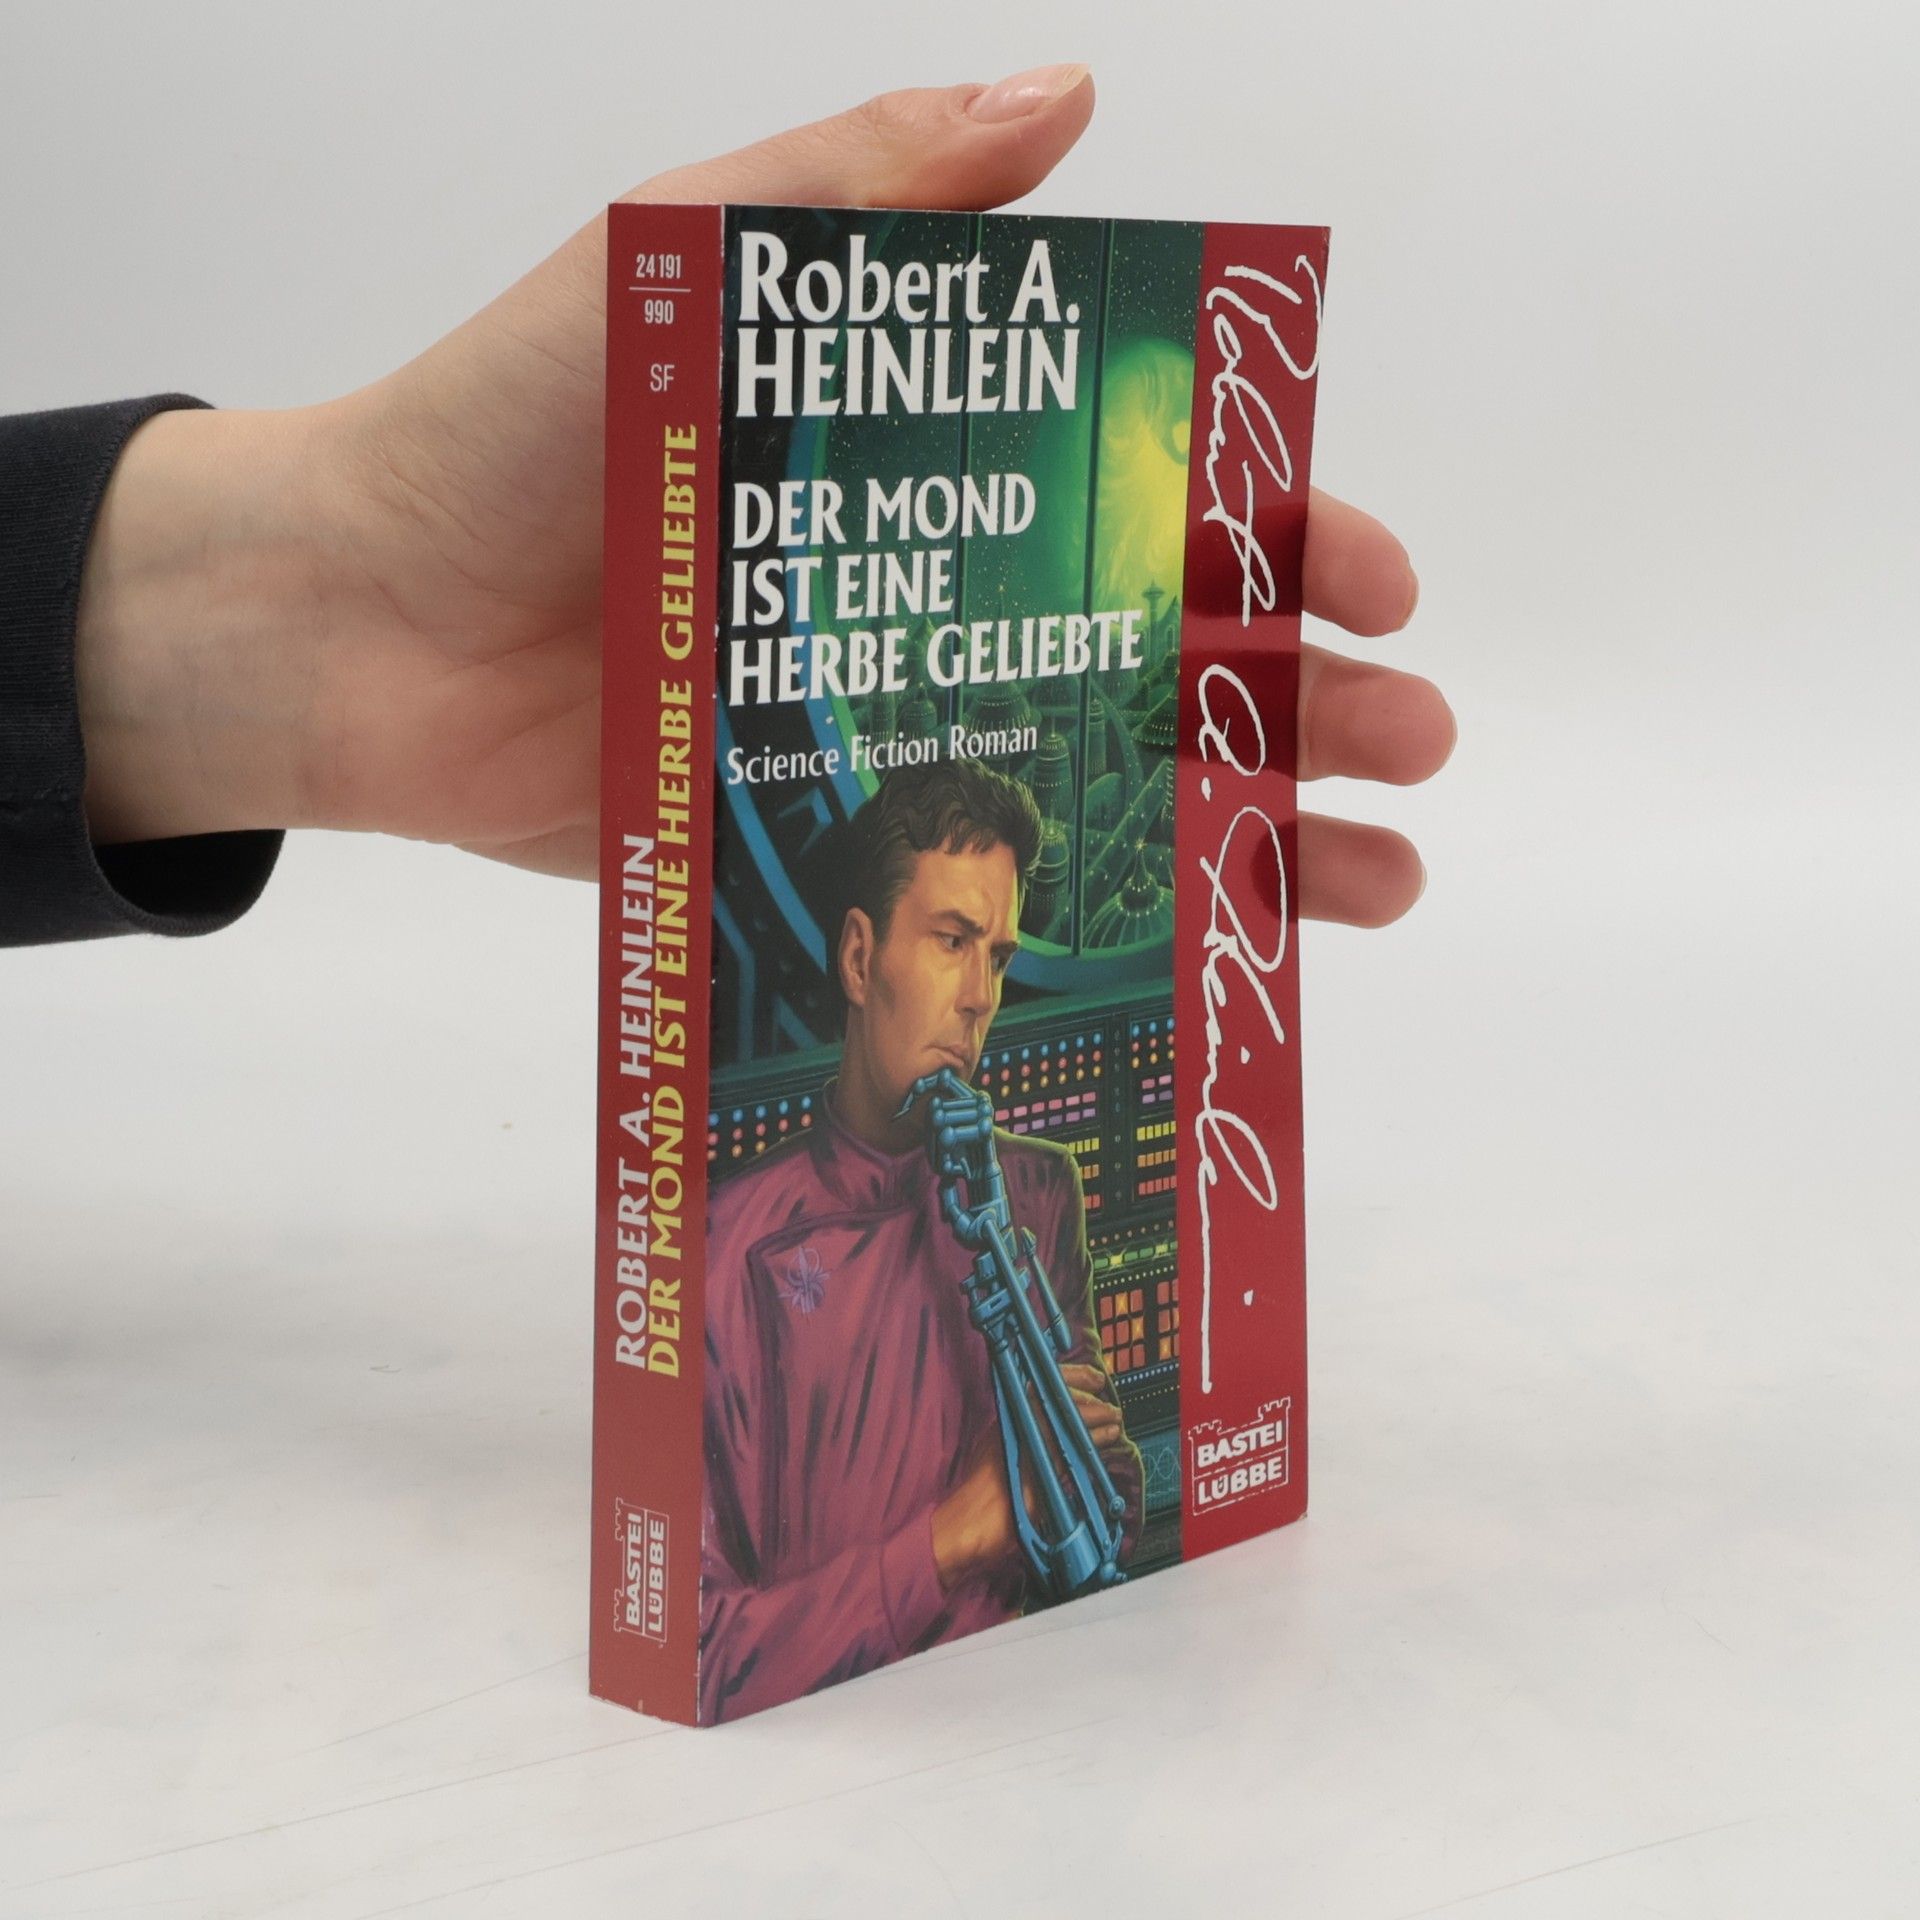 24 191
990
SF
ROBERT A. HEINLEIN
DER MOND IST EINE HERBE GELIEBTE
BASTEI
LÜBBE
Robert A.
HEINLEIN
DER MOND
IST EINE
HERBE GELIEBTE
Science Fiction Roman
Robert A. Heinlein
BASTEI
LÜBBE